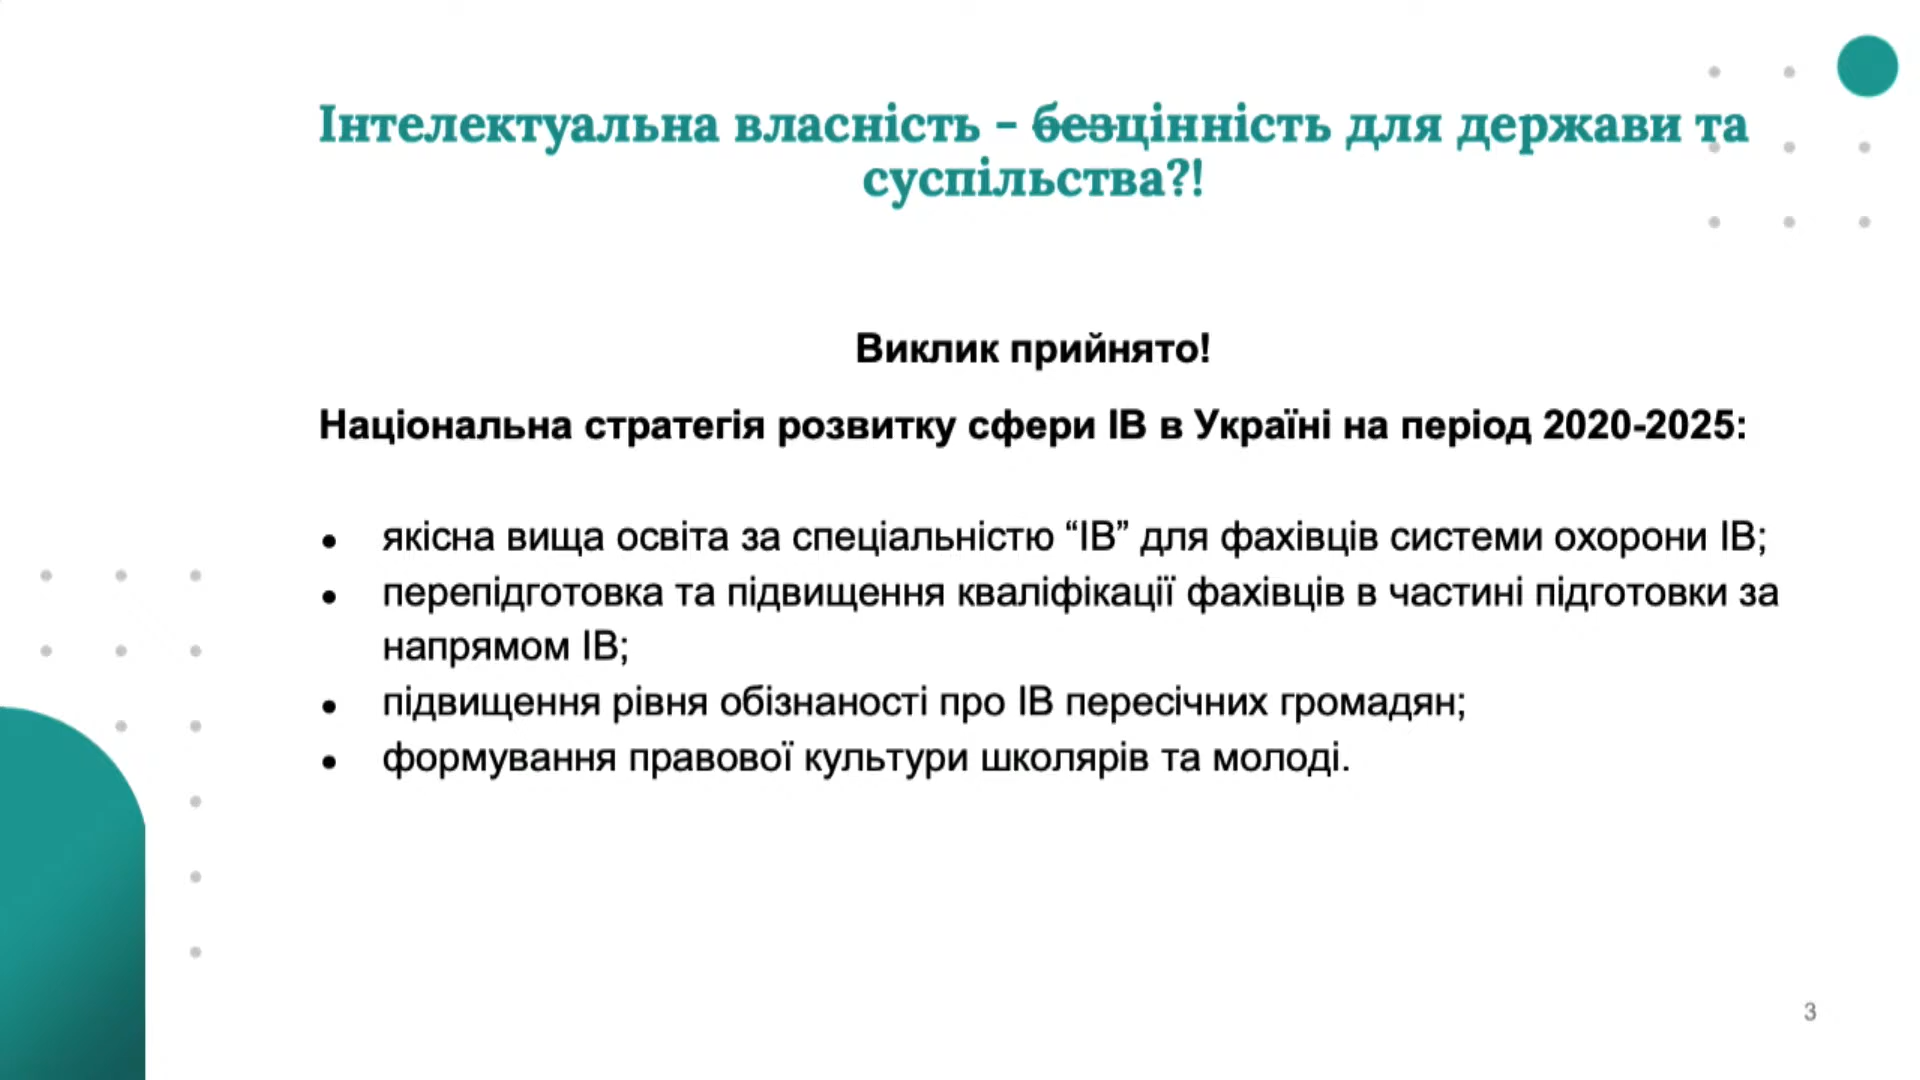 Інтелектуальна власність - безцінність для держави та
суспільства?!
Виклик прийнято!
Національна стратегія розвитку сфери ІВ в Україні на період 2020-2025:
● якісна вища освіта за спеціальністю “ІВ” для фахівців системи охорони ІВ;
● перепідготовка та підвищення кваліфікації фахівців в частині підготовки за
напрямом ІВ;
● підвищення рівня обізнаності про ІВ пересічних громадян;
● формування правової культури школярів та молоді.
3